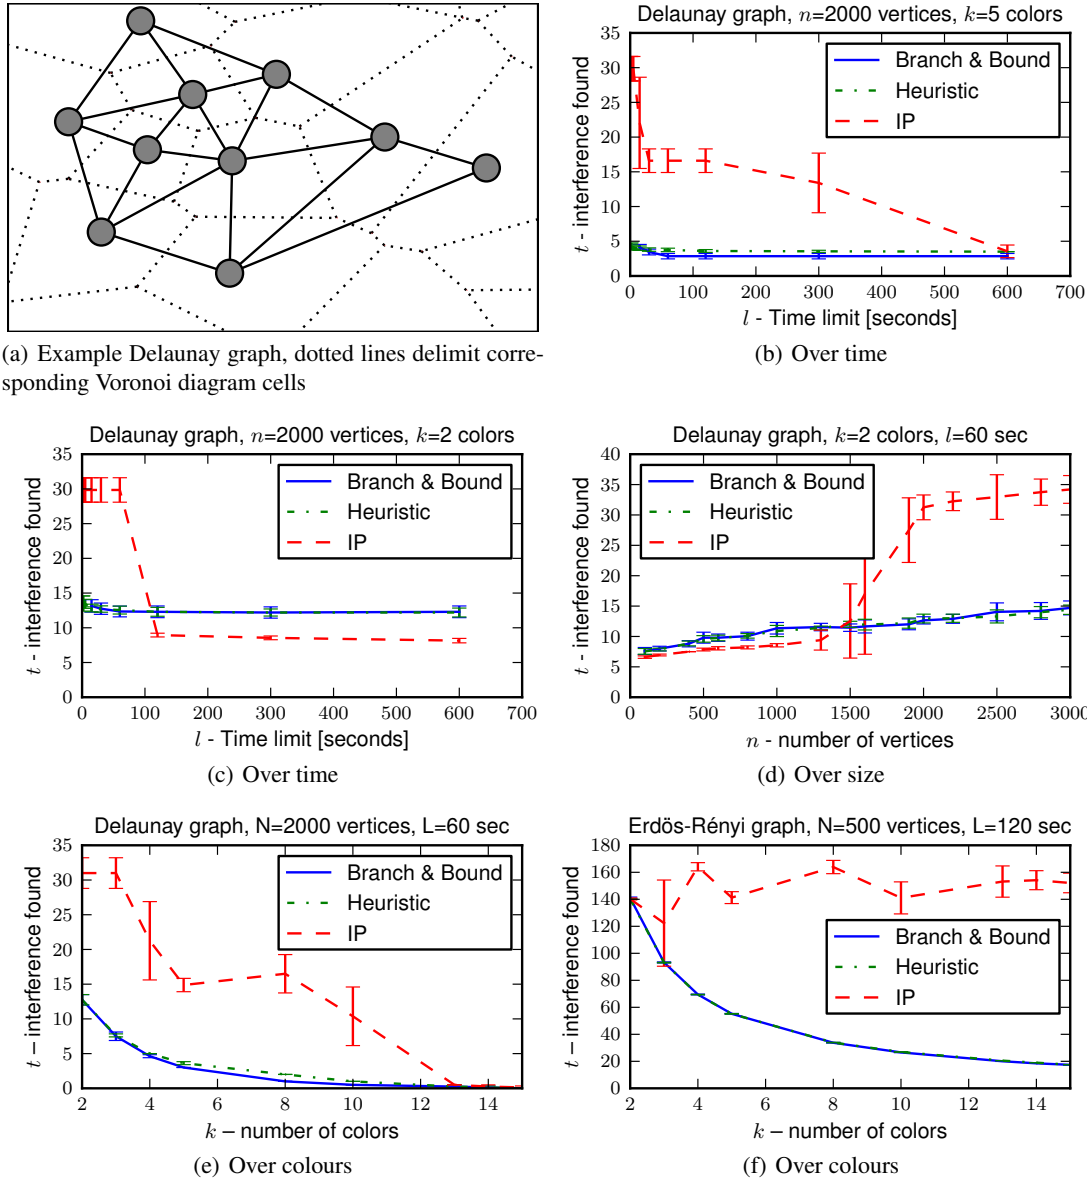 (a) Example Delaunay graph, dotted lines delimit corre-
sponding Voronoi diagram cells
Delaunay graph, n=2000 vertices, k=5 colors
t - interference found
35
30
25
20
15
10
5
0
Branch & Bound
Heuristic
IP
0 100 200 300 400 500 600 700
l - Time limit [seconds]
(b) Over time
Delaunay graph, n=2000 vertices, k=2 colors
t - interference found
35
30
25
20
15
10
5
0
Branch & Bound
Heuristic
IP
0 100 200 300 400 500 600 700
l - Time limit [seconds]
(c) Over time
Delaunay graph, k=2 colors, l=60 sec
t - interference found
40
35
30
25
20
15
10
5
0
Branch & Bound
Heuristic
IP
0 500 1000 1500 2000 2500 3000
n - number of vertices
(d) Over size
Delaunay graph, N=2000 vertices, L=60 sec
t – interference found
35
30
25
20
15
10
5
0
Branch & Bound
Heuristic
IP
2 4 6 8 10 12 14
k – number of colors
(e) Over colours
Erdös-Rényi graph, N=500 vertices, L=120 sec
t – interference found
180
160
140
120
100
80
60
40
20
0
Branch & Bound
Heuristic
IP
2 4 6 8 10 12 14
k – number of colors
(f) Over colours